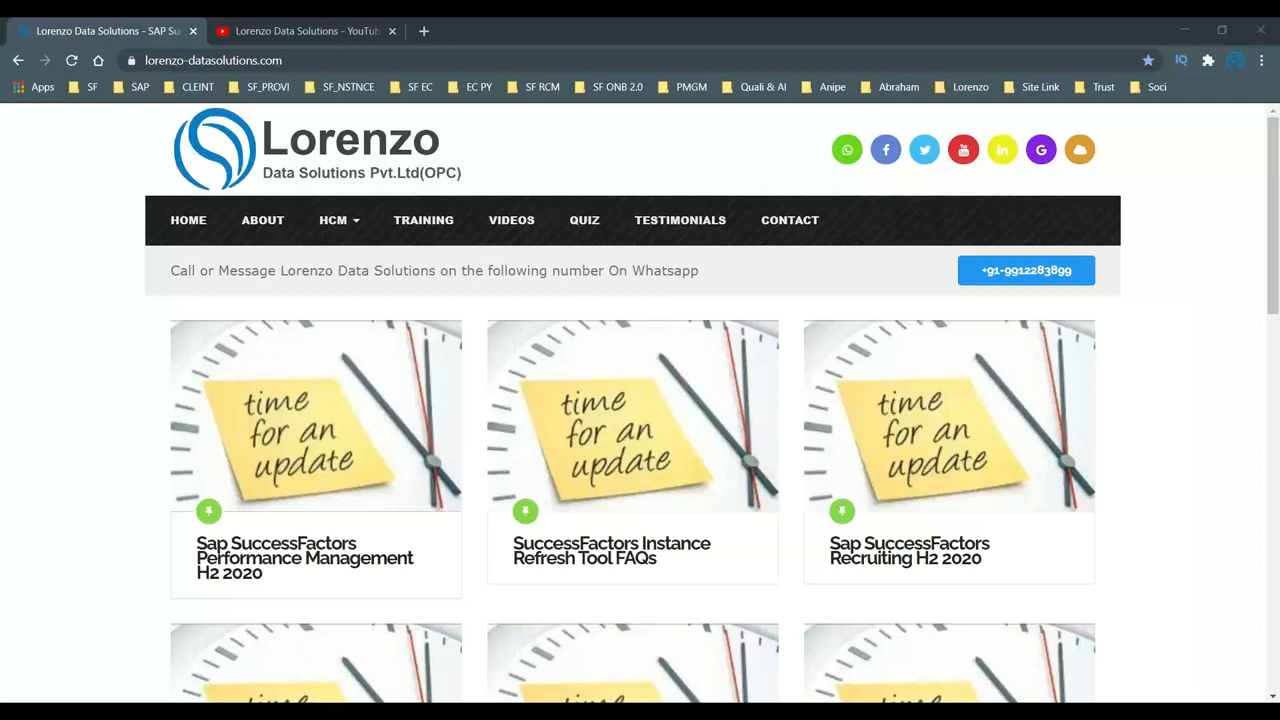 Lorenzo Data Solutions - SAP Su
Lorenzo Data Solutions - YouTub
lorenzo-datasolutions.com
Apps SF SAP CLEINT SF_PROVI SF_NSTNCE SF EC EC PY SF RCM SF ONB 2.0 PMGM Quali & AI Anipe Abraham Lorenzo Site Link Trust Soci
Lorenzo
Data Solutions Pvt.Ltd(OPC)
HOME ABOUT HCM TRAINING VIDEOS QUIZ TESTIMONIALS CONTACT
Call or Message Lorenzo Data Solutions on the following number On Whatsapp
+91-9912283899
time
for an
update
time
for an
update
time
for an
update
Sap SuccessFactors
Performance Management
H2 2020
SuccessFactors Instance
Refresh Tool FAQs
Sap SuccessFactors
Recruiting H2 2020